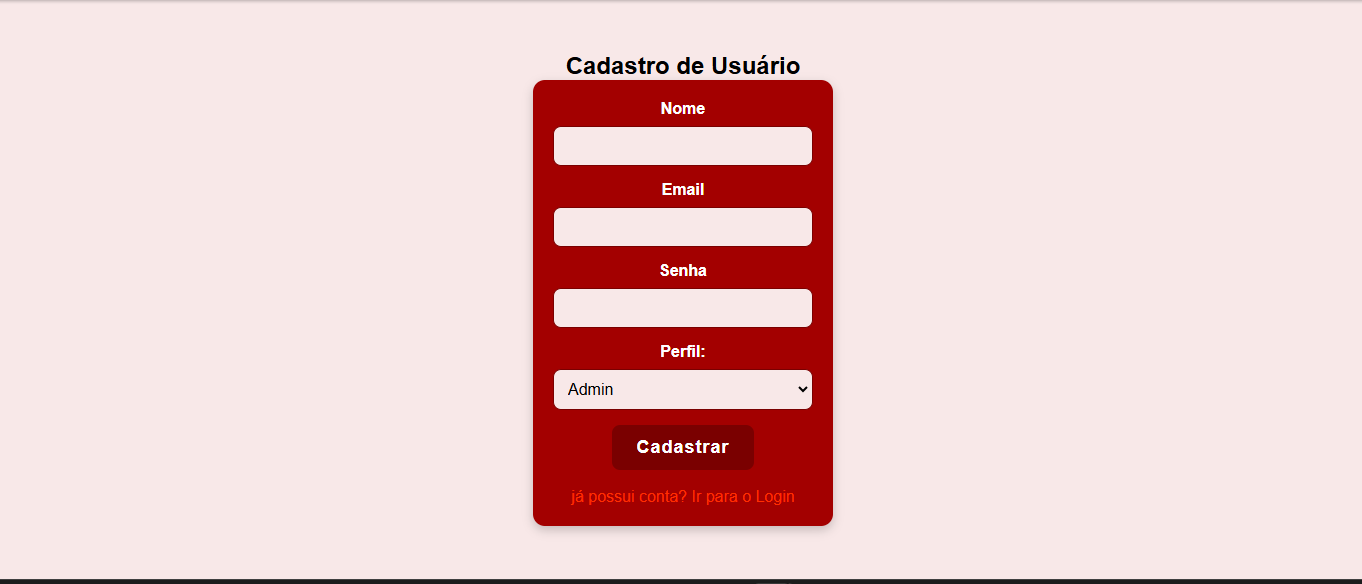 Cadastro de Usuário
Nome
Email
Senha
Perfil:
Admin
Cadastrar
já possui conta? Ir para o Login